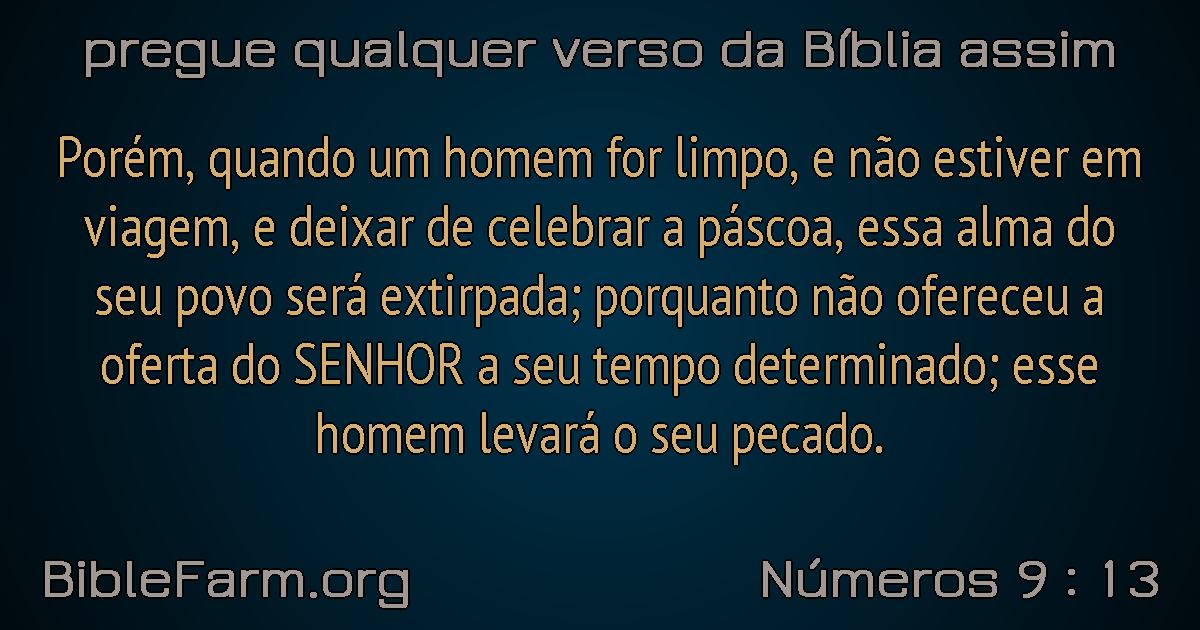 pregue qualquer verso da Bíblia assim
Porém, quando um homem for limpo, e não estiver em
viagem, e deixar de celebrar a páscoa, essa alma do
seu povo será extirpada; porquanto não ofereceu a
oferta do SENHOR a seu tempo determinado; esse
homem levará o seu pecado.
BibleFarm.org
Números 9 : 13